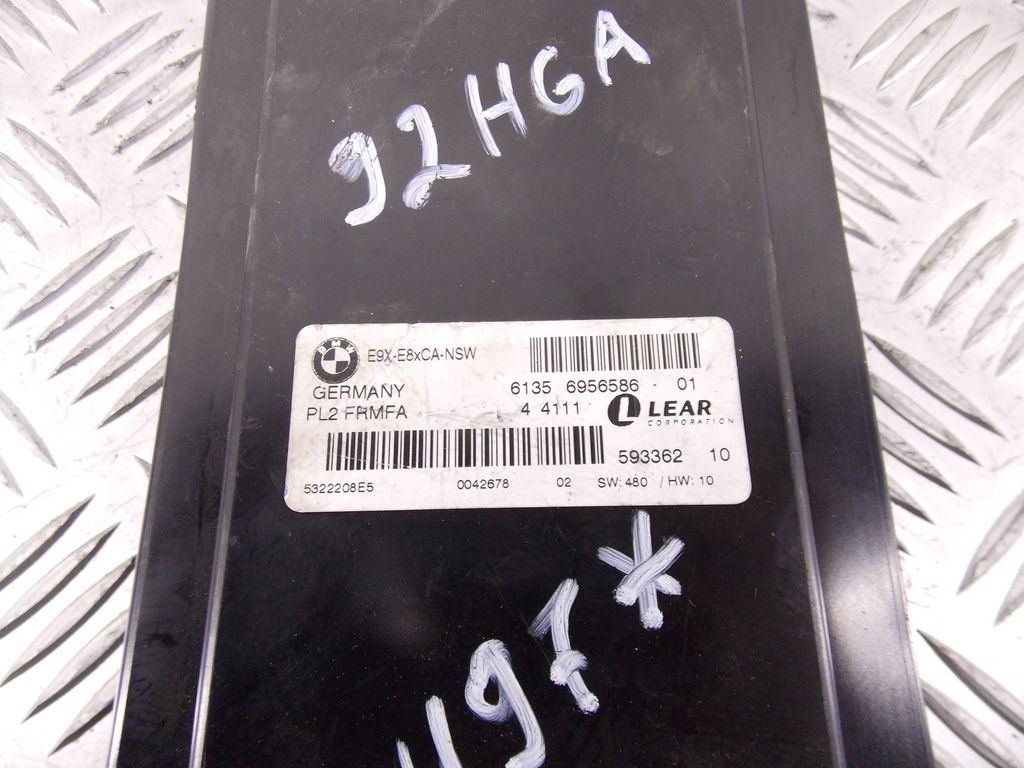 92HGA
BMW
E9X-E8xCA-NSW
GERMANY 6135 6956586 - 01
PL2 FRMFA 4 4111 LEAR
CORPORATION
593362 10
5322208E5 0042678 02 SW: 480 / HW: 10